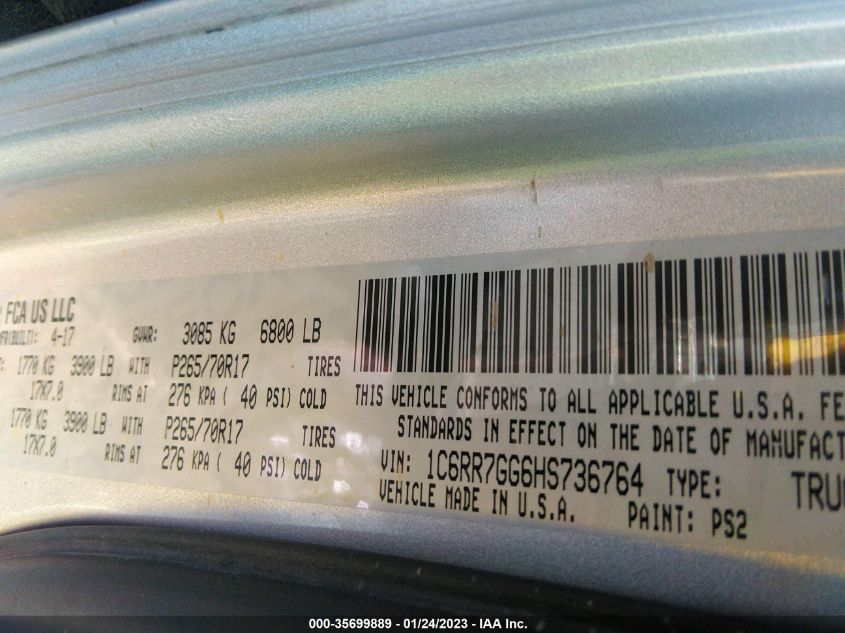 FCA US LLC
4-17 GVWR: 3085 KG 6800 LB
1770 KG 3900 LB WITH P265/70R17 TIRES
17X7.0 RIMS AT 276 KPA ( 40 PSI) COLD
1770 KG 3900 LB WITH P265/70R17 TIRES
17X7.0 RIMS AT 276 KPA ( 40 PSI) COLD
THIS VEHICLE CONFORMS TO ALL APPLICABLE U.S.A. FE
STANDARDS IN EFFECT ON THE DATE OF MANUFACT
VIN: 1C6RR7GG6HS736764 TYPE: TRUC
VEHICLE MADE IN U.S.A. PAINT: PS2
000-35699889 — 01/24/2023 — IAA Inc.